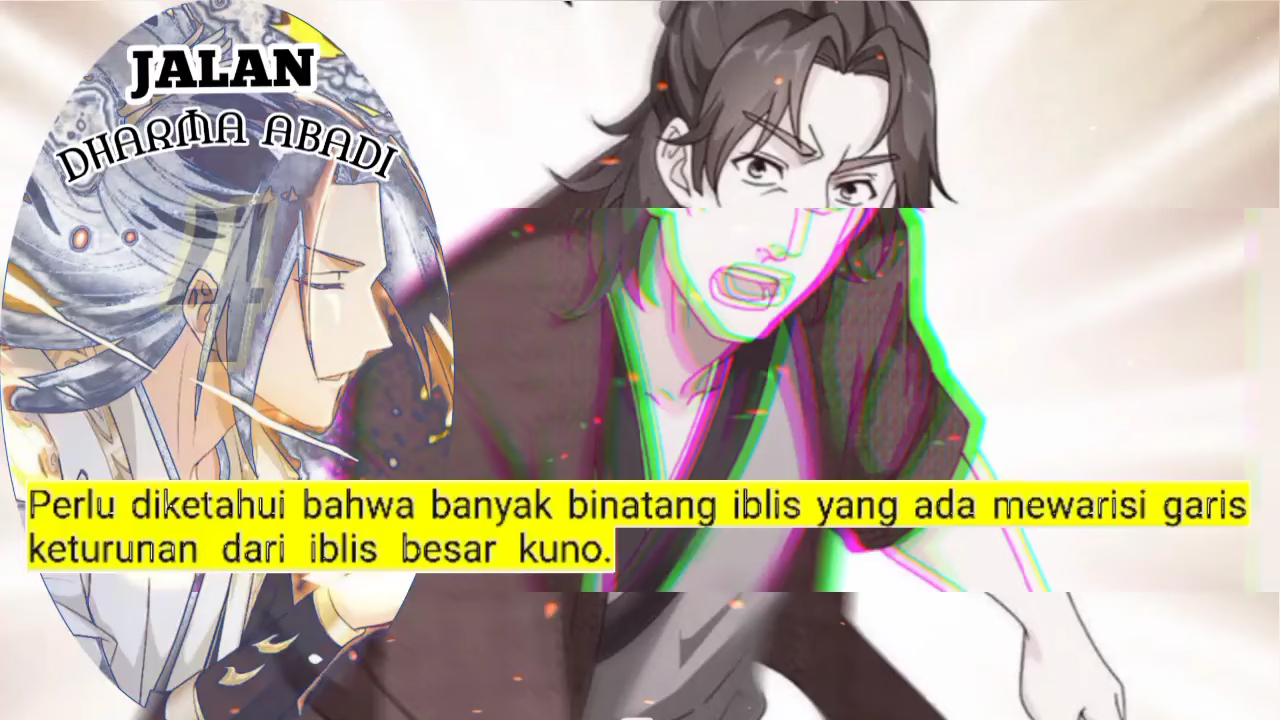 JALAN
DHARMA ABADI
Perlu diketahui bahwa banyak binatang iblis yang ada mewarisi garis
keturunan dari iblis besar kuno.